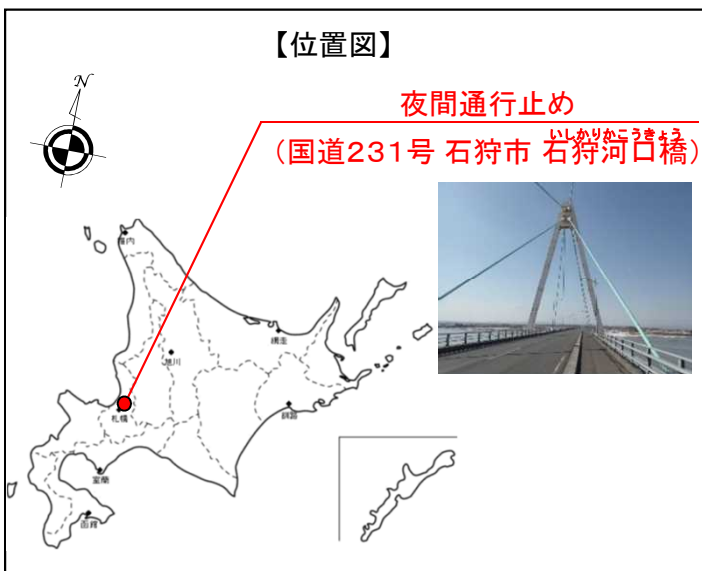 【位置図】
N
夜間通行止め
いしかりかこうきょう
(国道231号 石狩市 石狩河口橋)
稚内
網走
旭川
釧路
札幌
室蘭
函館